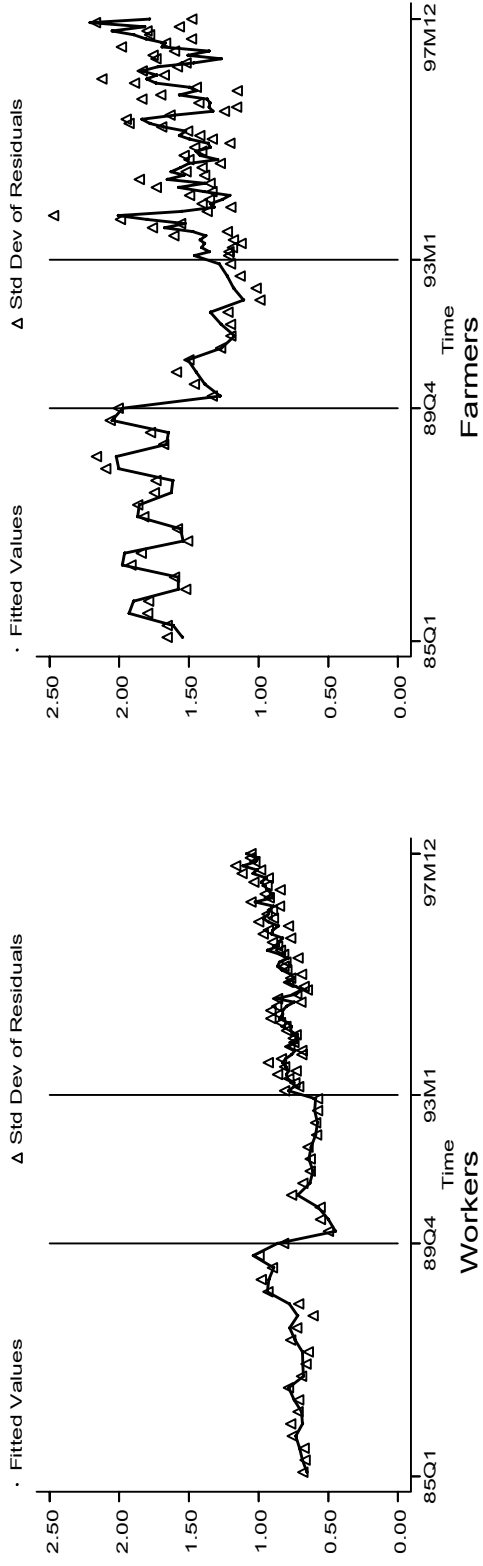 · Fitted Values
Δ Std Dev of Residuals
2.50
2.00
1.50
1.00
0.50
0.00
85Q1
89Q4
93M1
97M12
Time
Workers
· Fitted Values
Δ Std Dev of Residuals
2.50
2.00
1.50
1.00
0.50
0.00
85Q1
89Q4
93M1
97M12
Time
Farmers